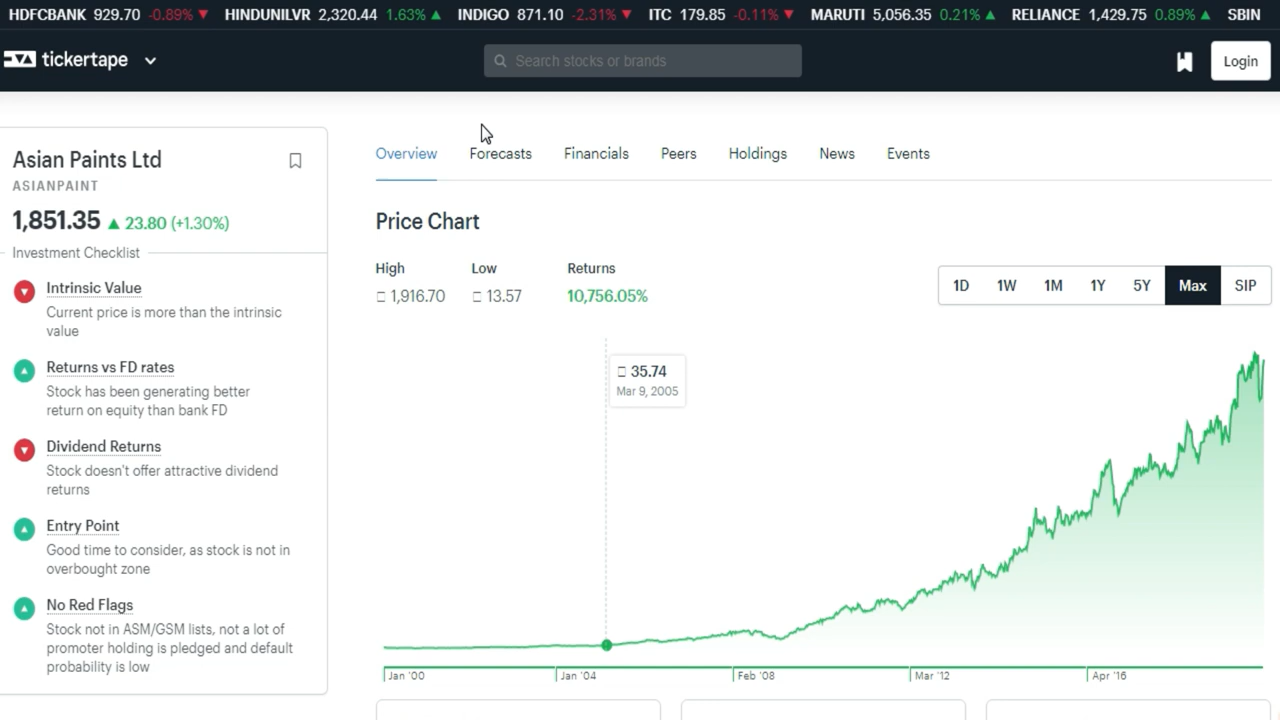 HDFCBANK 929.70 -0.89% ▼ HINDUNILVR 2,320.44 1.63% ▲ INDIGO 871.10 -2.31% ▼ ITC 179.85 -0.11% ▼ MARUTI 5,056.35 0.21% ▲ RELIANCE 1,429.75 0.89% ▲ SBIN
tickertape
Search stocks or brands
Login
Asian Paints Ltd
ASIANPAINT
1,851.35 ▲ 23.80 (+1.30%)
Investment Checklist
Intrinsic Value
Current price is more than the intrinsic
value
Returns vs FD rates
Stock has been generating better
return on equity than bank FD
Dividend Returns
Stock doesn't offer attractive dividend
returns
Entry Point
Good time to consider, as stock is not in
overbought zone
No Red Flags
Stock not in ASM/GSM lists, not a lot of
promoter holding is pledged and default
probability is low
Overview Forecasts Financials Peers Holdings News Events
Price Chart
High Low Returns
1,916.70 13.57 10,756.05%
1D 1W 1M 1Y 5Y Max SIP
35.74
Mar 9, 2005
Jan '00 Jan '04 Feb '08 Mar '12 Apr '16